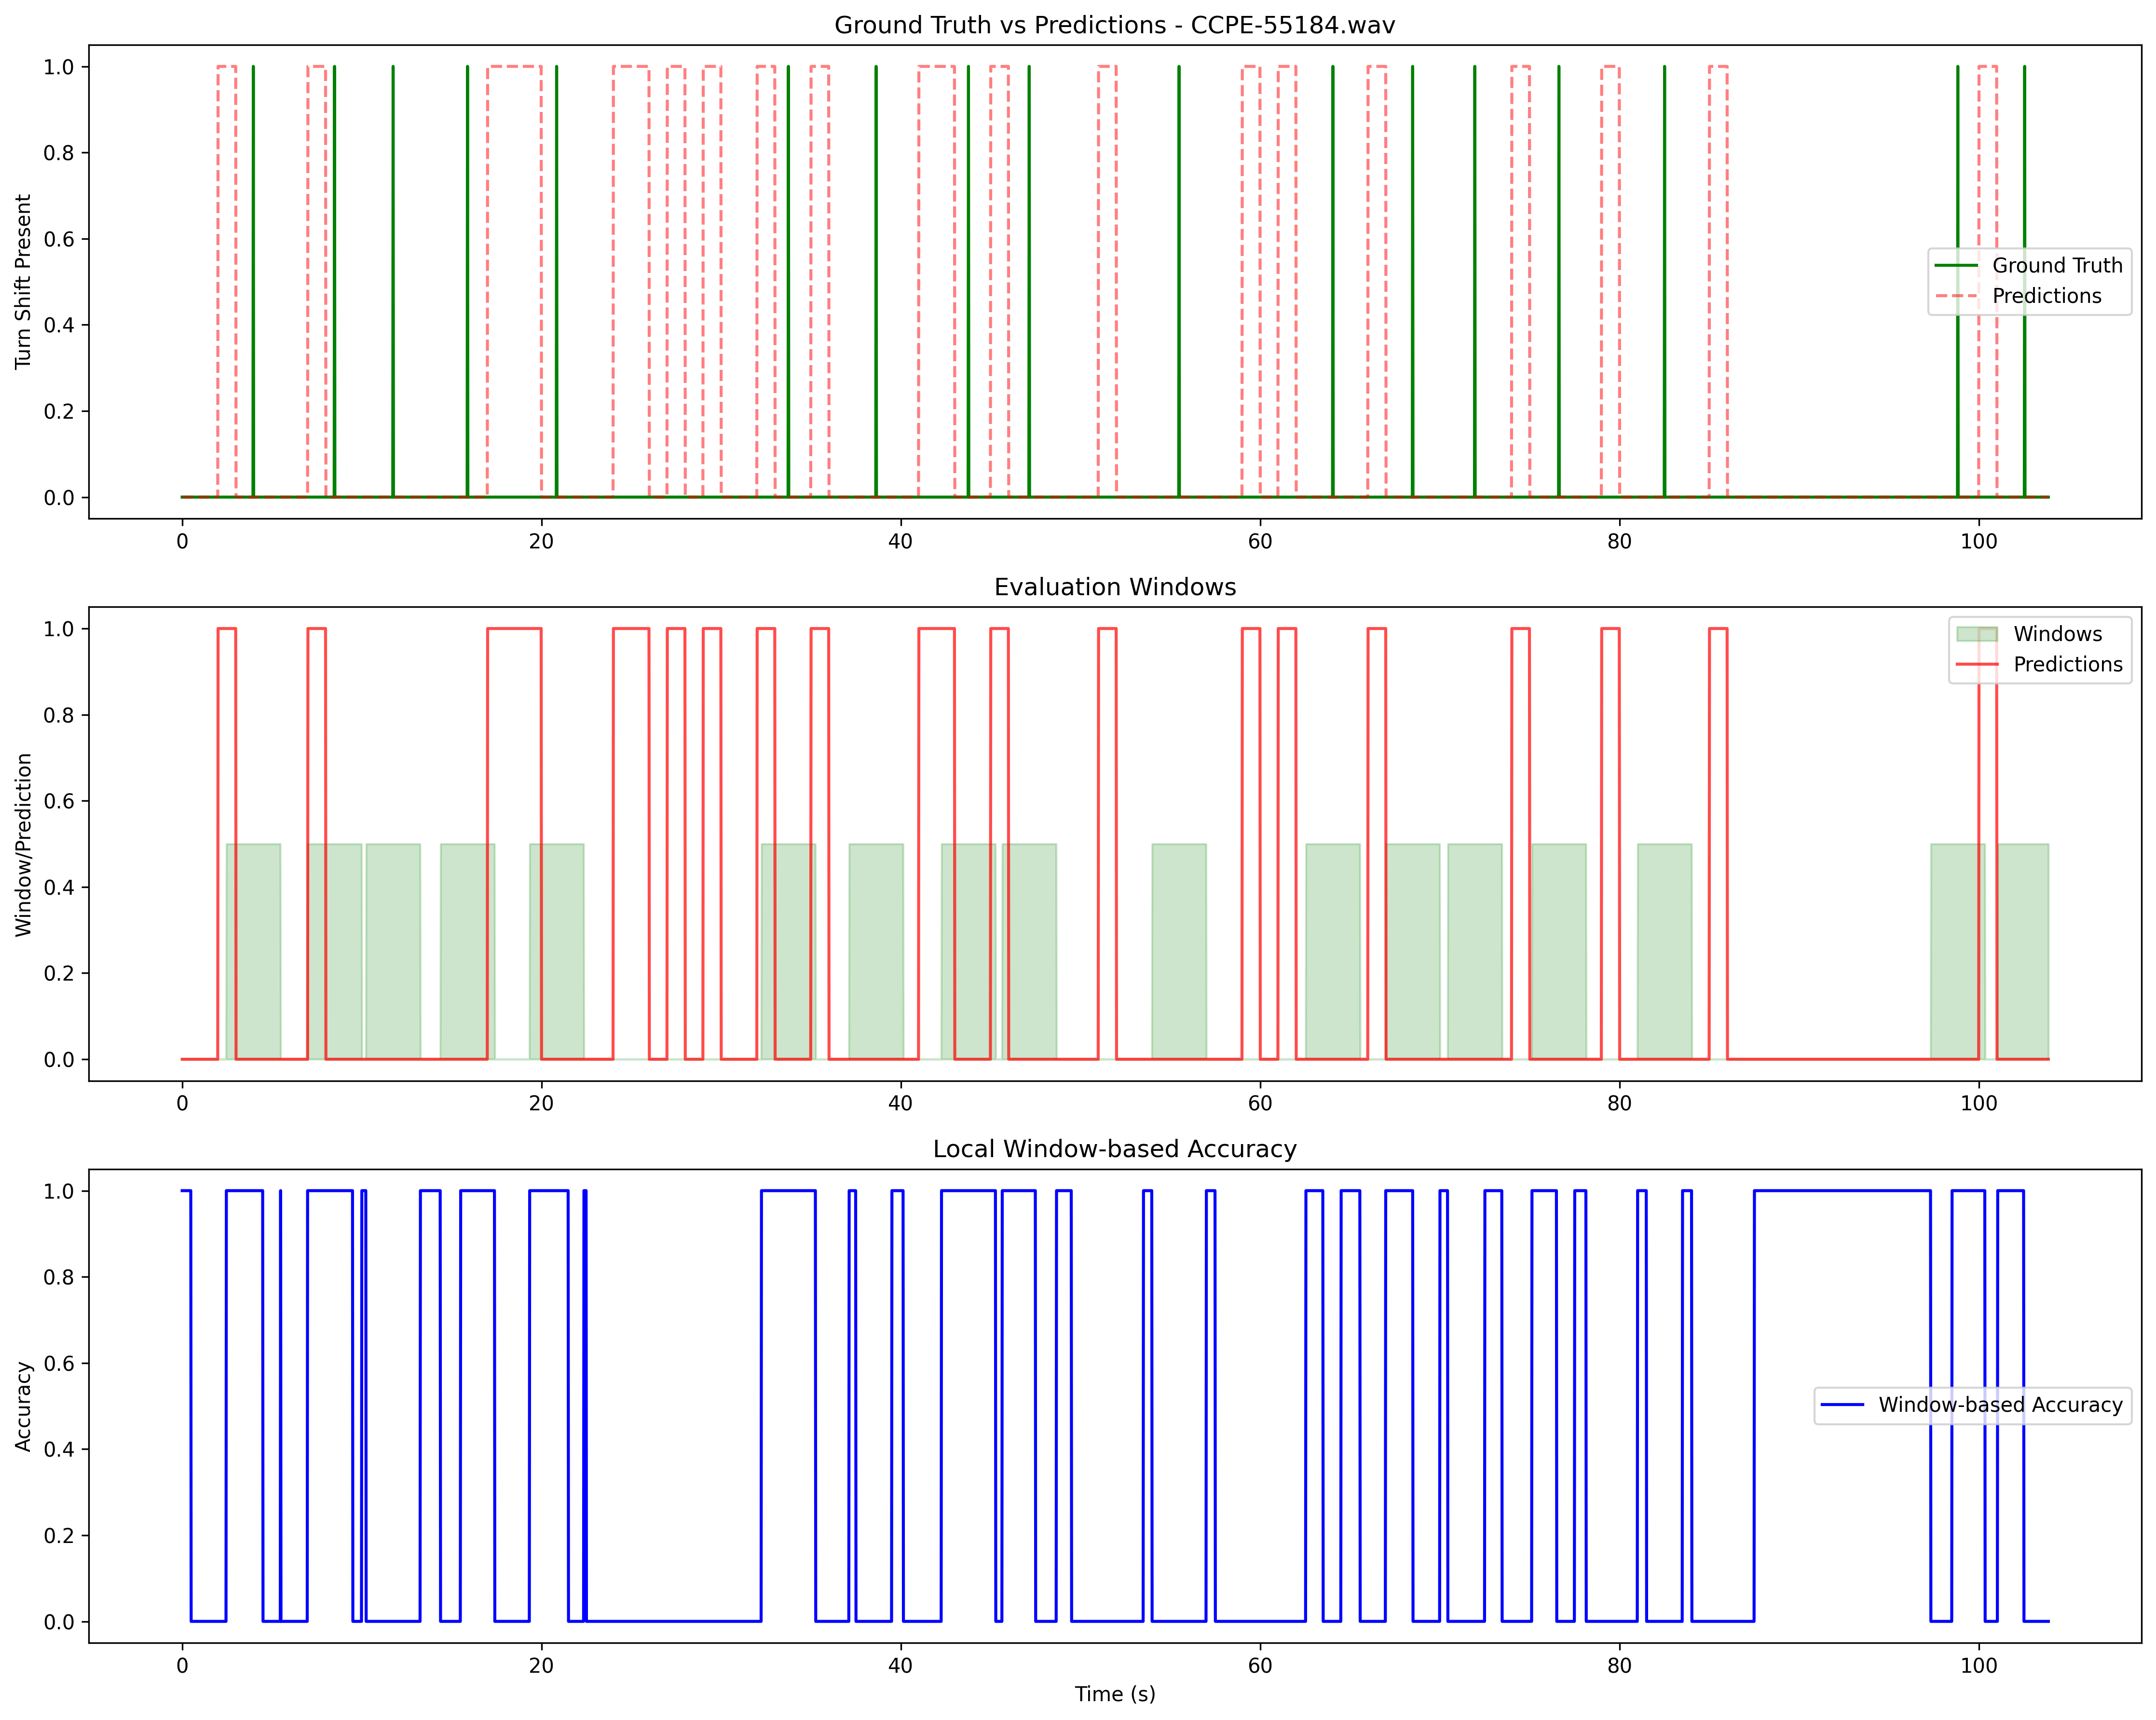 Ground Truth vs Predictions - CCPE-55184.wav
Turn Shift Present
1.0
0.8
0.6
0.4
0.2
0.0
Ground Truth
Predictions
0 20 40 60 80 100
Evaluation Windows
Window/Prediction
1.0
0.8
0.6
0.4
0.2
0.0
Windows
Predictions
0 20 40 60 80 100
Local Window-based Accuracy
Accuracy
1.0
0.8
0.6
0.4
0.2
0.0
Window-based Accuracy
0 20 40 60 80 100
Time (s)